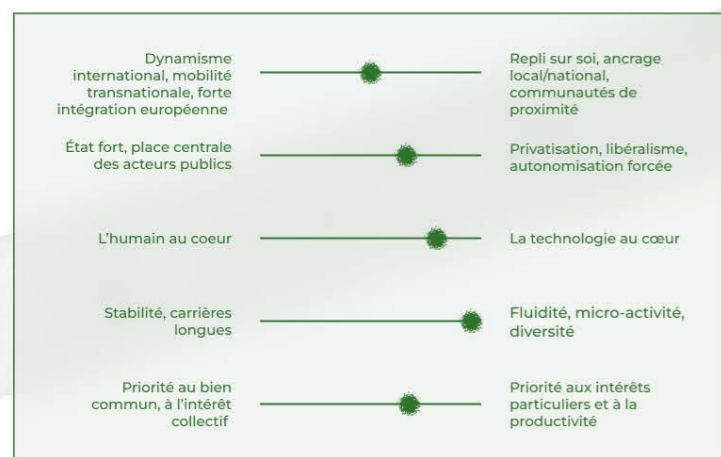 Dynamisme
international, mobilité
transnationale, forte
intégration européenne
Repli sur soi, ancrage
local/national,
communautés de
proximité
État fort, place centrale
des acteurs publics
Privatisation, libéralisme,
autonomisation forcée
L'humain au coeur
La technologie au cœur
Stabilité, carrières
longues
Fluidité, micro-activité,
diversité
Priorité au bien
commun, à l'intérêt
collectif
Priorité aux intérêts
particuliers et à la
productivité